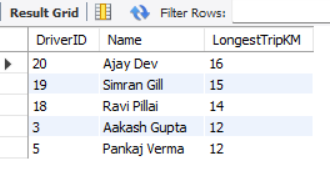 Result Grid Filter Rows:
DriverID Name LongestTripKM
20 Ajay Dev 16
19 Simran Gill 15
18 Ravi Pillai 14
3 Aakash Gupta 12
5 Pankaj Verma 12